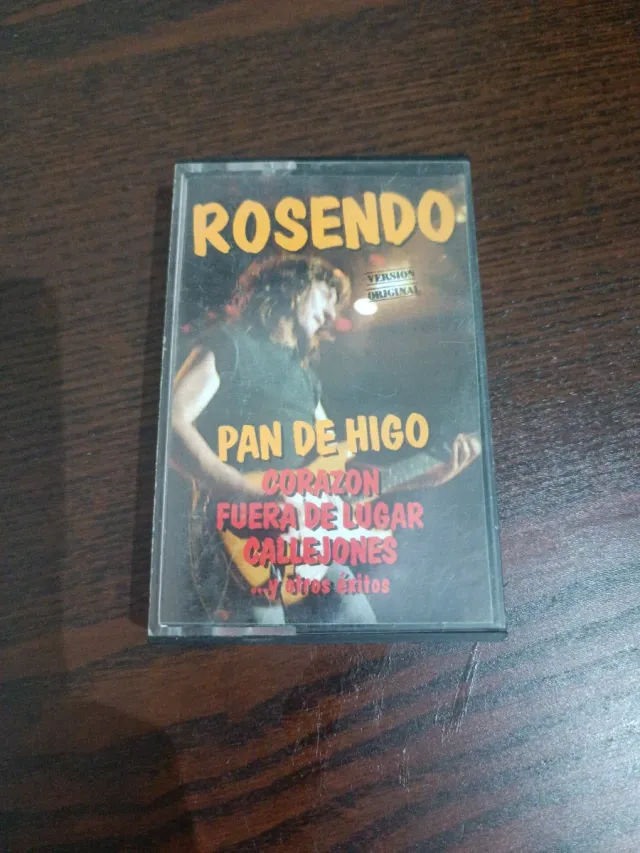 ROSENDO
VERSION
ORIGINAL
PAN DE HIGO
CORAZON
FUERA DE LUGAR
CALLEJONES
...y otros éxitos